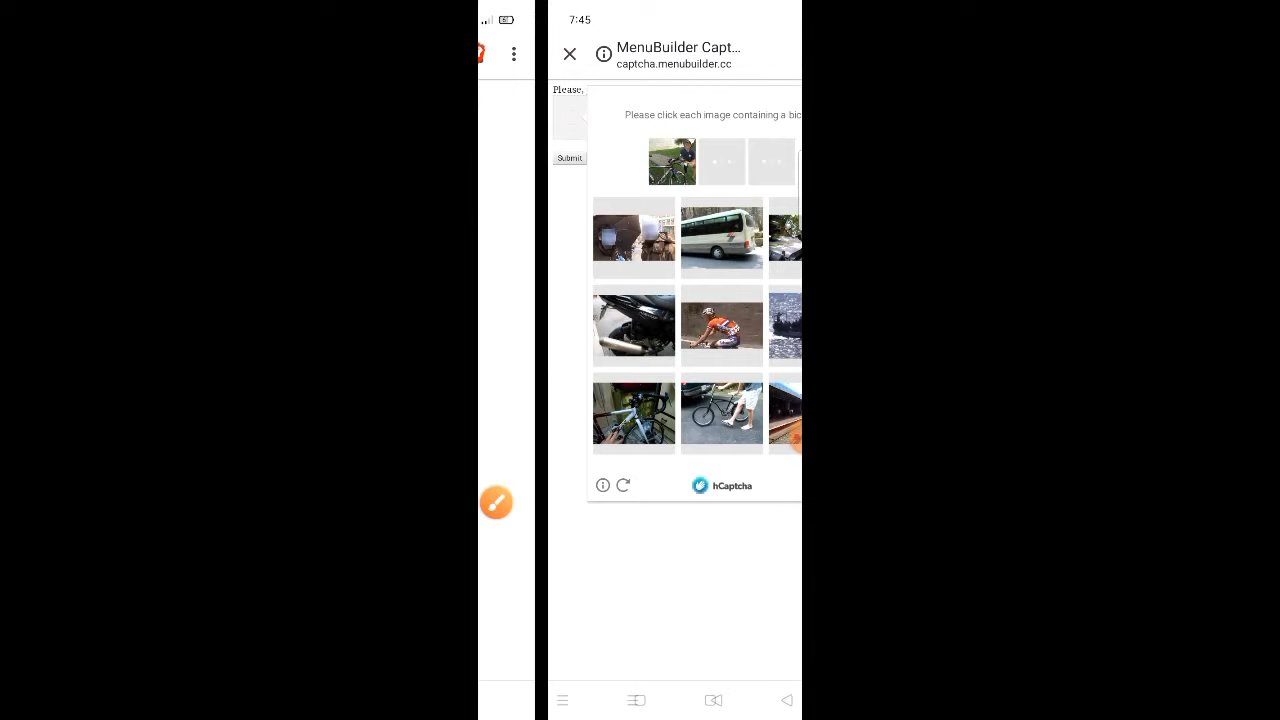 7:45
MenuBuilder Capt...
captcha.menubuilder.cc
Please,
Please click each image containing a bic
Submit
hCaptcha